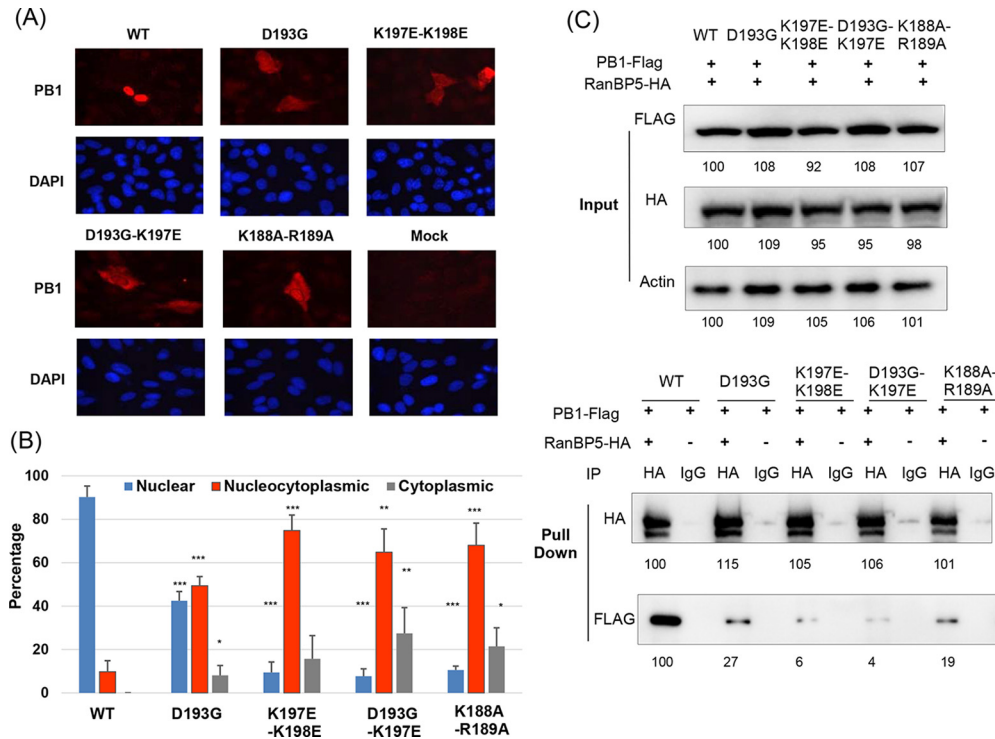 (A)
WT D193G K197E-K198E
PB1
DAPI
D193G-K197E K188A-R189A Mock
PB1
DAPI
(B)
100
80
60
40
20
0
Percentage
Nuclear Nucleocytoplasmic Cytoplasmic
*** *** * *** *** *** ** ** *** *** *
WT D193G K197E D193G K188A
-K198E -K197E -R189A
(C)
K197E- D193G- K188A-
WT D193G K198E K197E R189A
PB1-Flag + + + + +
RanBP5-HA + + + + +
FLAG
100 108 92 108 107
Input
HA
100 109 95 95 98
Actin
100 109 105 106 101
K197E- D193G- K188A-
WT D193G K198E K197E R189A
PB1-Flag + + + + + + + + + +
RanBP5-HA + - + - + - + - + -
IP HA IgG HA IgG HA IgG HA IgG HA IgG
HA
Pull
Down
100 115 105 106 101
FLAG
100 27 6 4 19